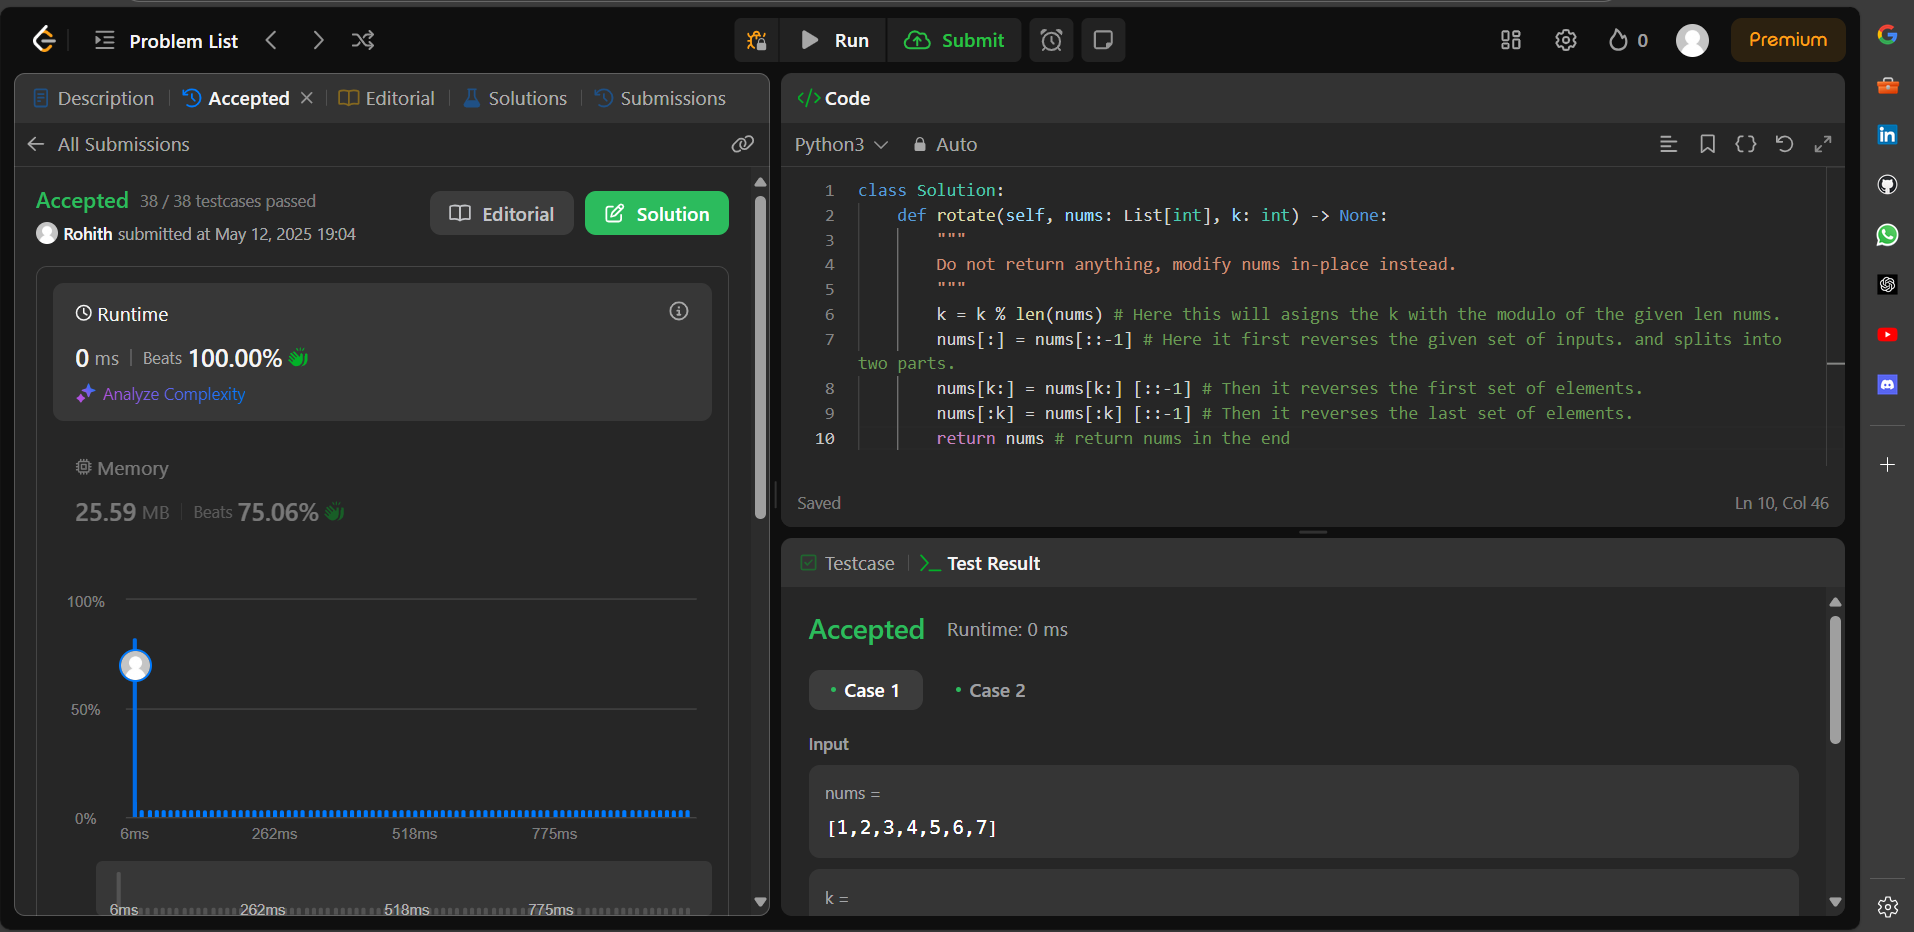 Problem List
Run
Submit
0
Premium
Description
Accepted
Editorial
Solutions
Submissions
All Submissions
Accepted 38 / 38 testcases passed
Rohith submitted at May 12, 2025 19:04
Editorial
Solution
Runtime
0 ms Beats 100.00%
Analyze Complexity
Memory
25.59 MB Beats 75.06%
100%
50%
0%
6ms 262ms 518ms 775ms
6ms 262ms 518ms 775ms
</> Code
Python3 Auto
1 class Solution:
2 def rotate(self, nums: List[int], k: int) -> None:
3 """
4 Do not return anything, modify nums in-place instead.
5 """
6 k = k % len(nums) # Here this will asigns the k with the modulo of the given len nums.
7 nums[:] = nums[::-1] # Here it first reverses the given set of inputs. and splits into
two parts.
8 nums[k:] = nums[k:] [::-1] # Then it reverses the first set of elements.
9 nums[:k] = nums[:k] [::-1] # Then it reverses the last set of elements.
10 return nums # return nums in the end
Saved
Ln 10, Col 46
Testcase
Test Result
Accepted Runtime: 0 ms
Case 1
Case 2
Input
nums =
[1,2,3,4,5,6,7]
k =